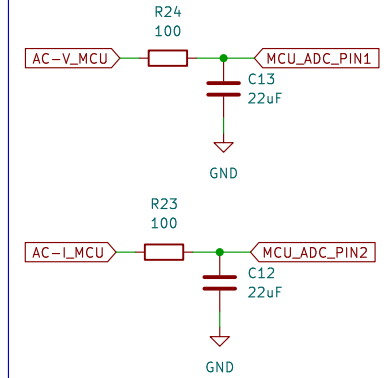 R24
100
AC-V_MCU
MCU_ADC_PIN1
C13
22uF
GND
R23
100
AC-I_MCU
MCU_ADC_PIN2
C12
22uF
GND